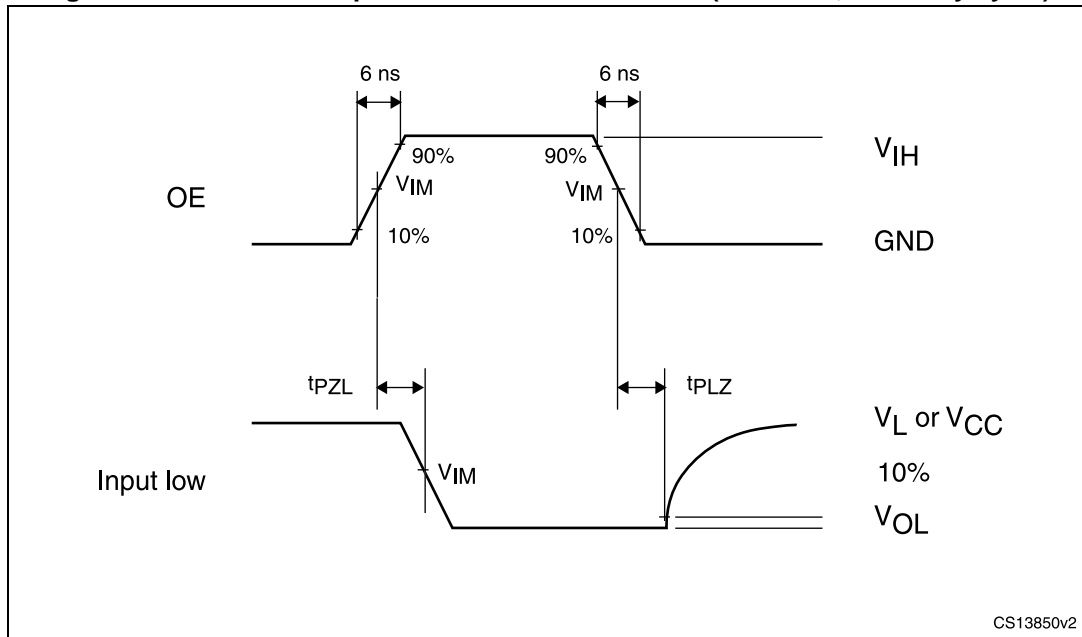 6 ns
6 ns
90%
90%
VIH
VIM
VIM
OE
10%
10%
GND
tPZL
tPLZ
VL or VCC
10%
VIM
Input low
VOL
CS13850v2